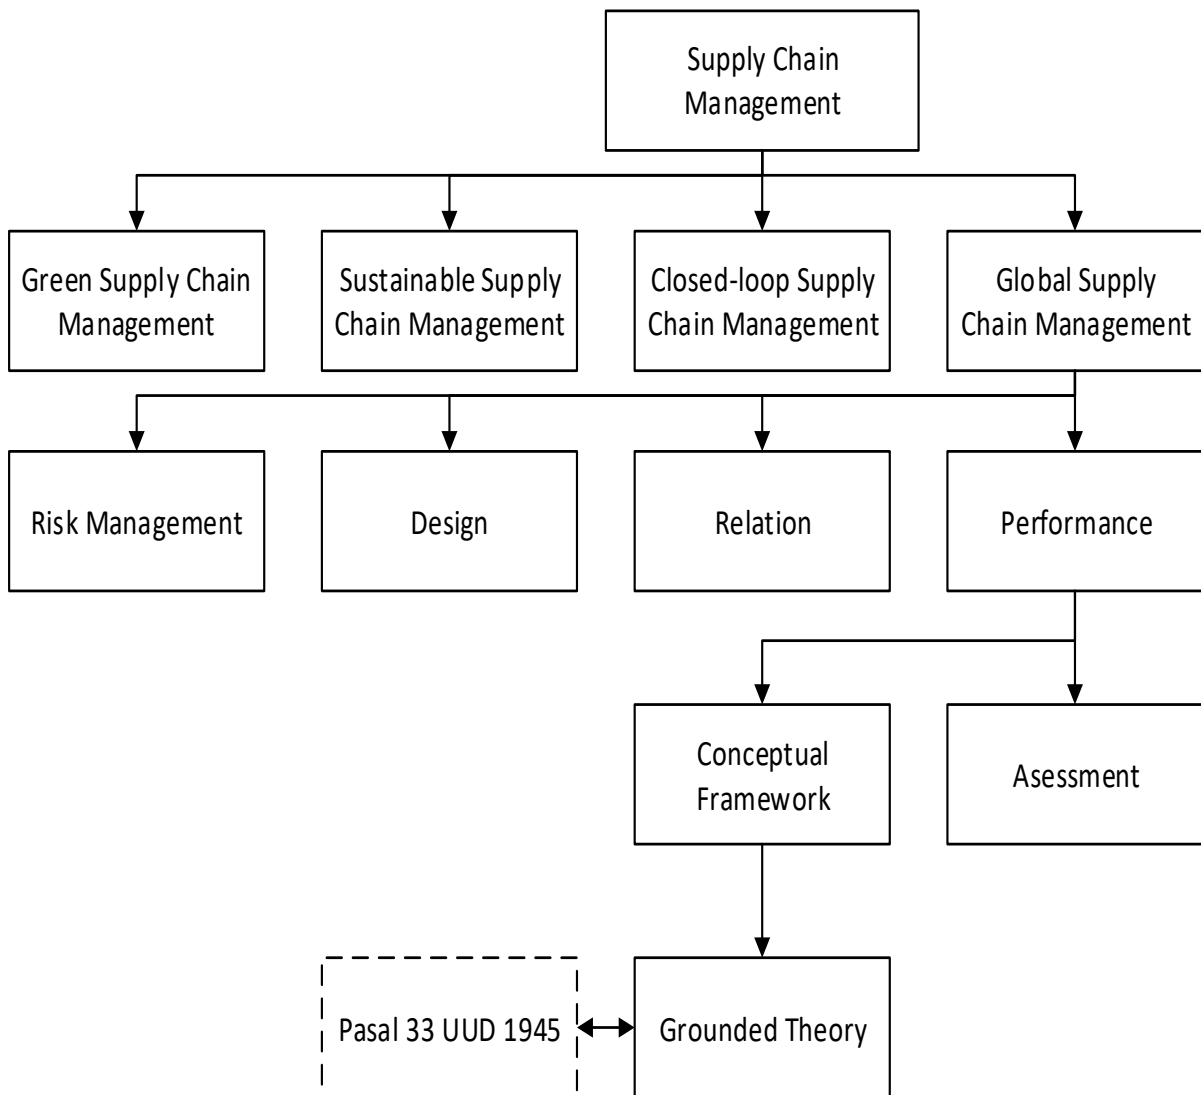 Supply Chain
Management
Green Supply Chain
Management
Sustainable Supply
Chain Management
Closed-loop Supply
Chain Management
Global Supply
Chain Management
Risk Management
Design
Relation
Performance
Conceptual
Framework
Asessment
Pasal 33 UUD 1945
Grounded Theory